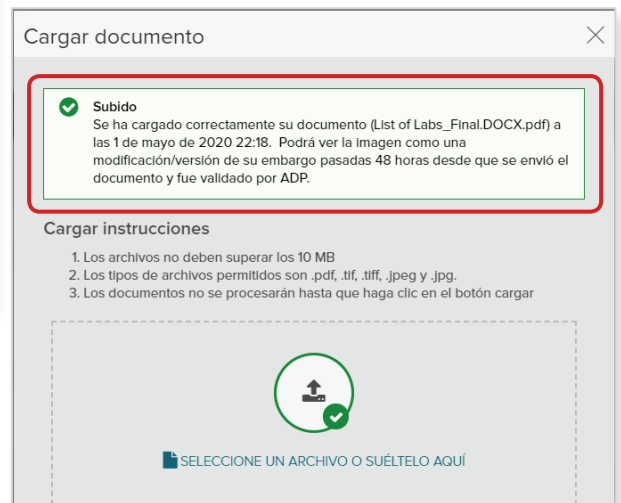 Cargar documento
Subido
Se ha cargado correctamente su documento (List of Labs_Final.DOCX.pdf) a
las 1 de mayo de 2020 22:18. Podrá ver la imagen como una
modificación/versión de su embargo pasadas 48 horas desde que se envió el
documento y fue validado por ADP.
Cargar instrucciones
1. Los archivos no deben superar los 10 MB
2. Los tipos de archivos permitidos son .pdf, .tif, .tiff, .jpeg y .jpg.
3. Los documentos no se procesarán hasta que haga clic en el botón cargar
SELECCIONE UN ARCHIVO O SUÉLTELO AQUÍ